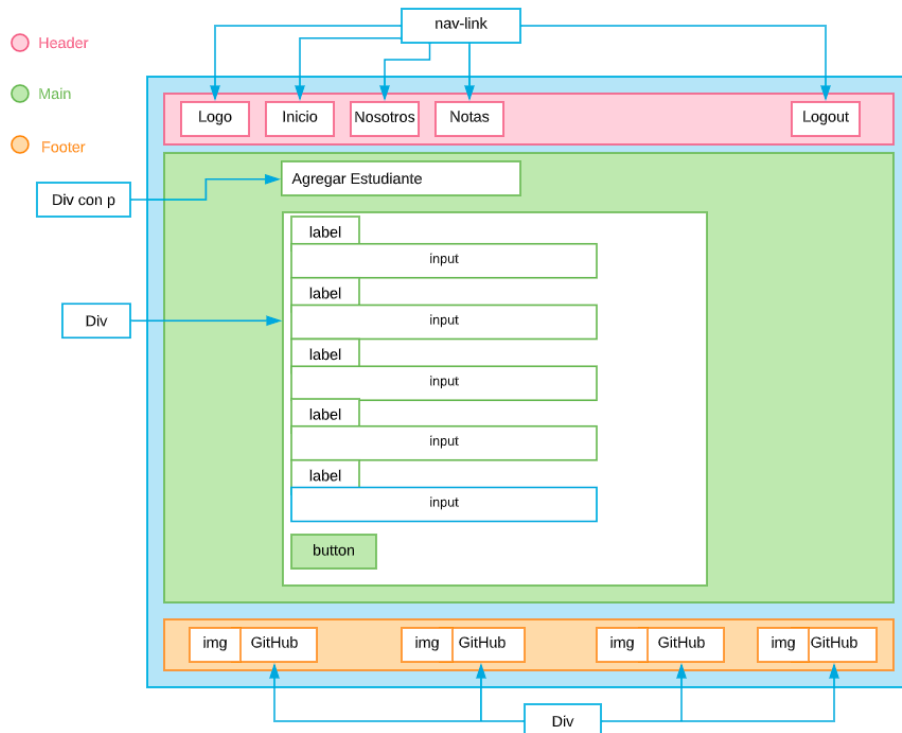 nav-link
Header
Main
Footer
Logo
Inicio
Nosotros
Notas
Logout
Div con p
Agregar Estudiante
Div
label
input
label
input
label
input
label
input
label
input
button
img GitHub
img GitHub
img GitHub
img GitHub
Div